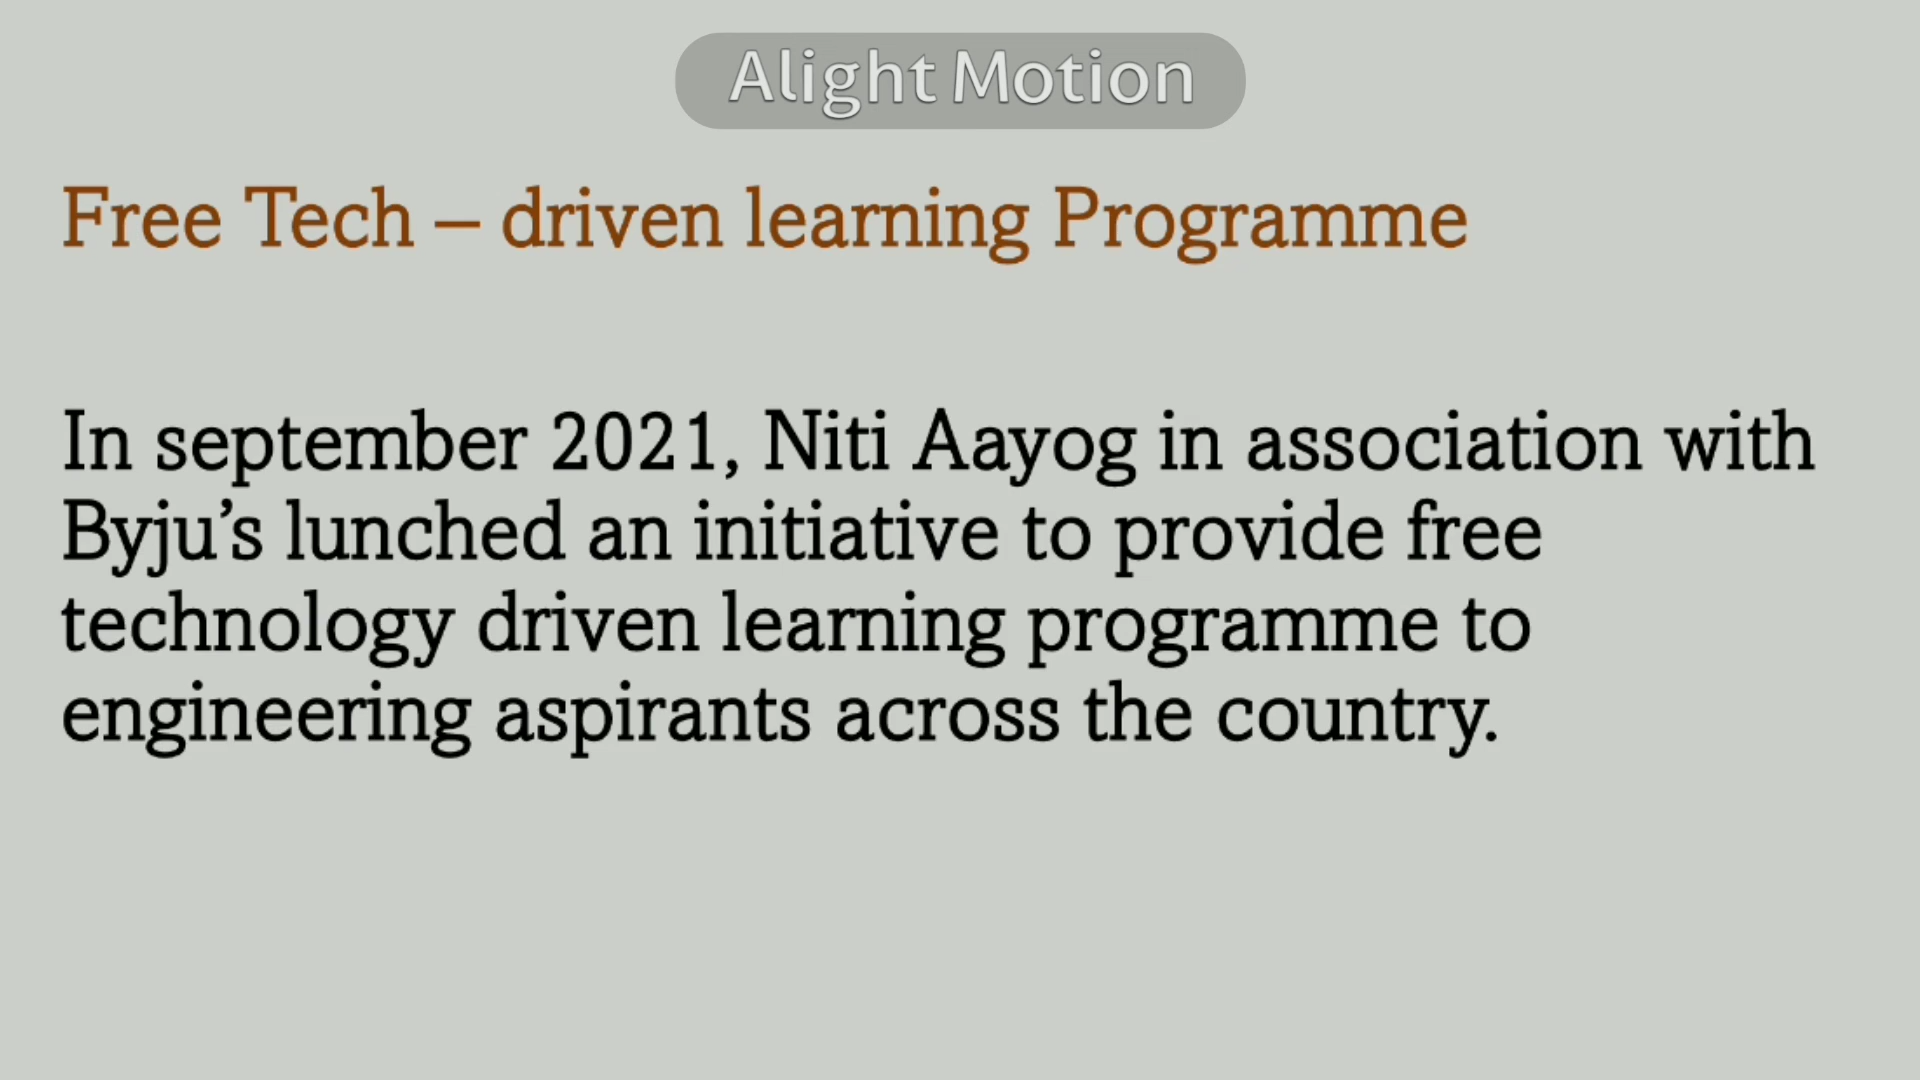 Alight Motion
Free Tech – driven learning Programme
In september 2021, Niti Aayog in association with
Byju’s lunched an initiative to provide free
technology driven learning programme to
engineering aspirants across the country.